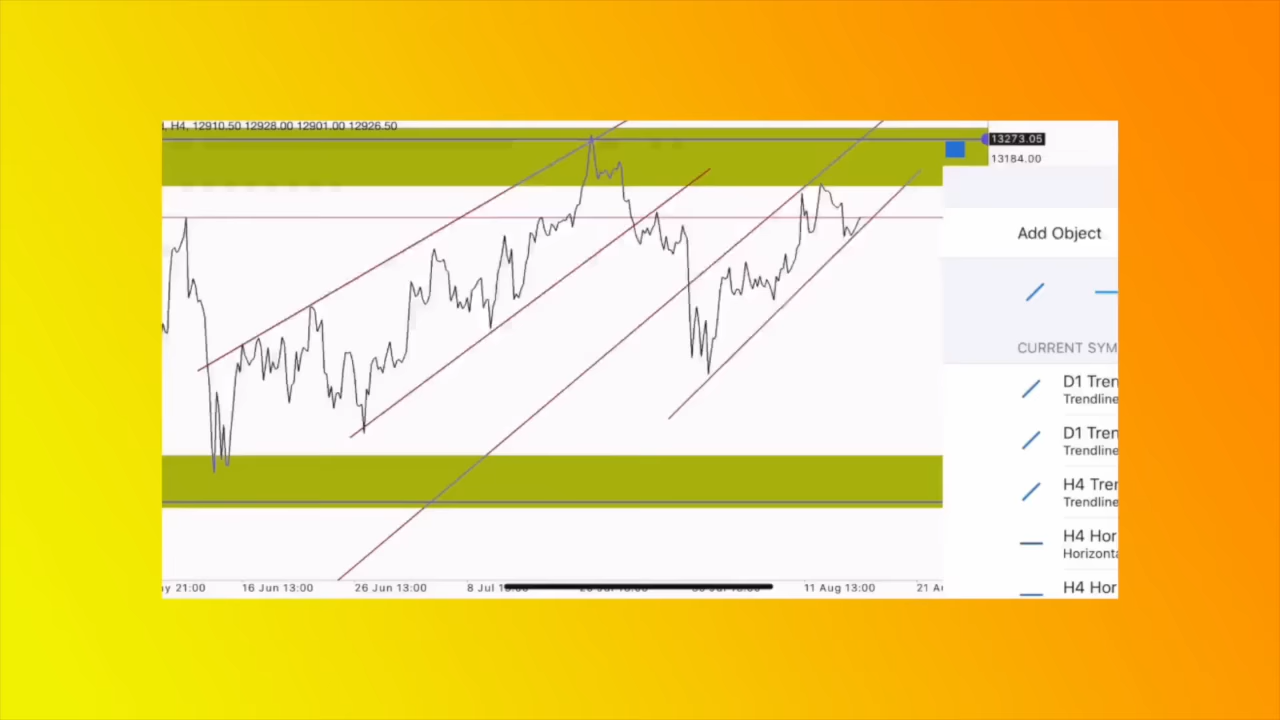 H4, 12910.50 12928.00 12901.00 12926.50
13273.05
13184.00
Add Object
CURRENT SYM
D1 Tren
Trendline
D1 Tren
Trendline
H4 Tren
Trendline
H4 Hor
Horizonta
H4 Hor
21:00 16 Jun 13:00 26 Jun 13:00 8 Jul 11 Aug 13:00 21